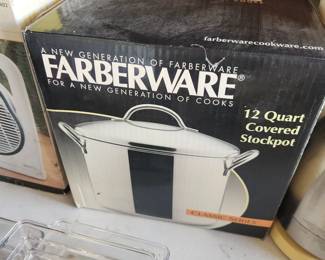 farberwarecookware.com
A NEW GENERATION OF FARBERWARE
FARBERWARE®
FOR A NEW GENERATION OF COOKS
12 Quart
Covered
Stockpot
CLASSIC SERIES